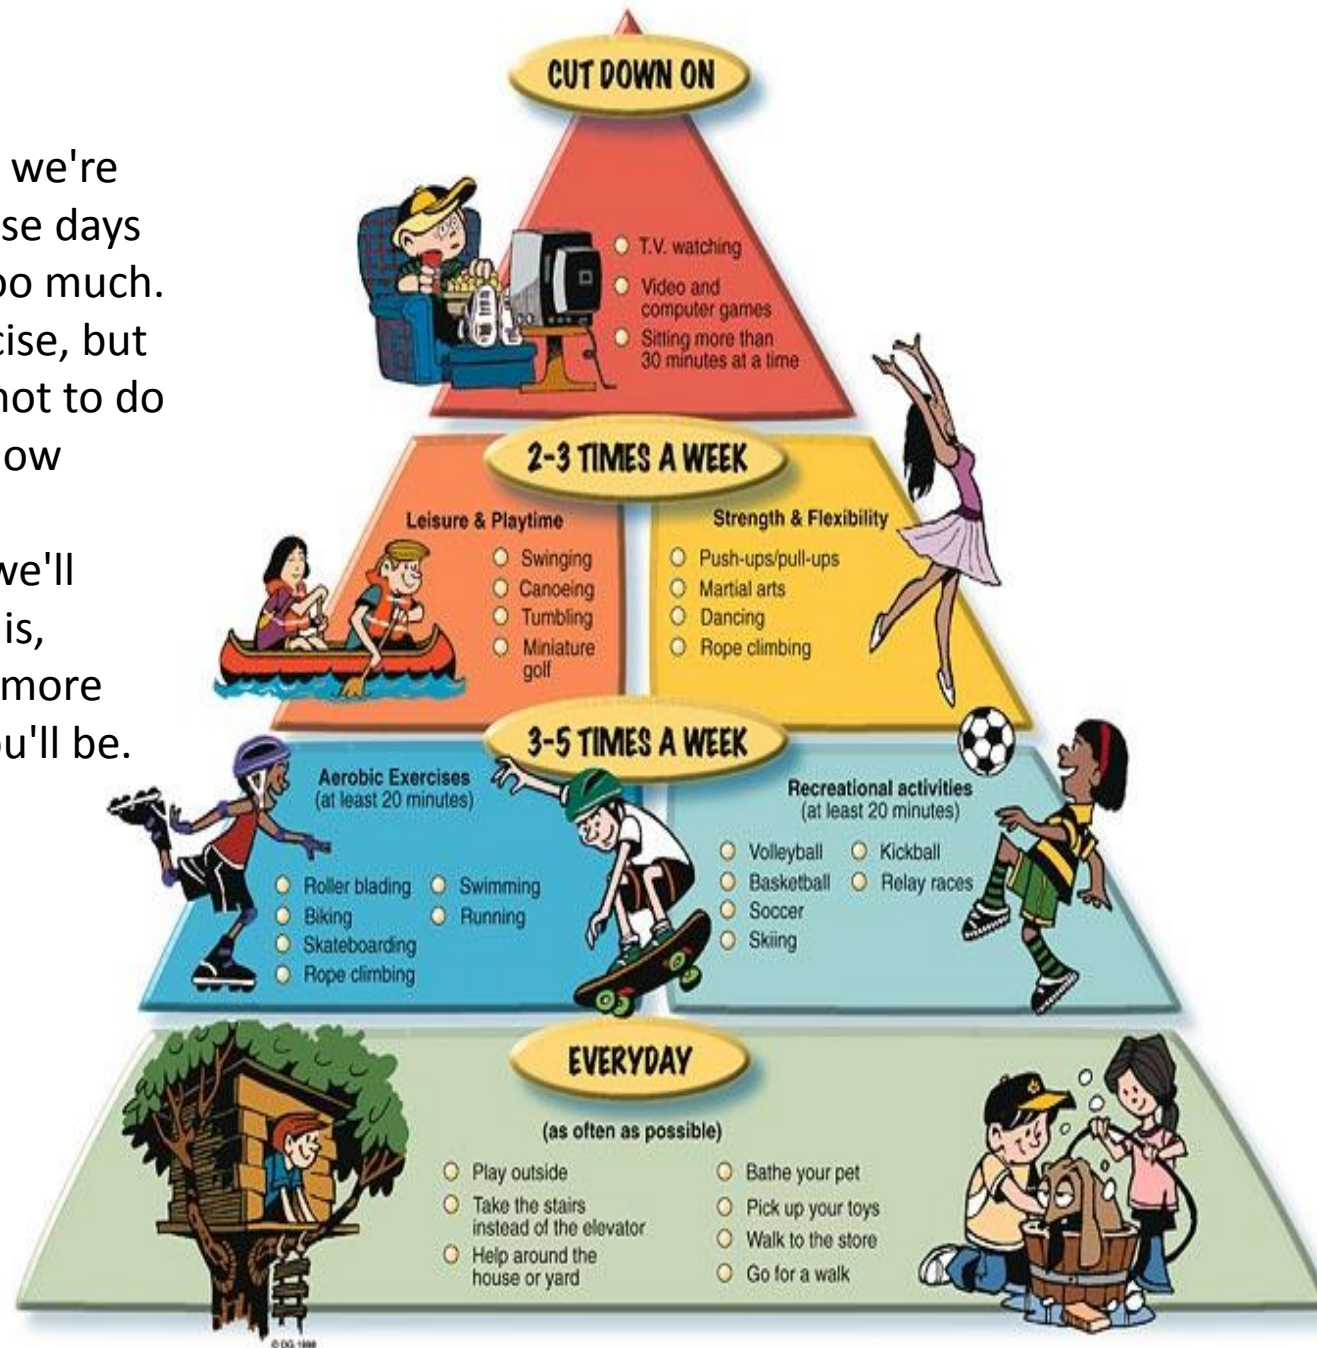 we're
se days
oo much.
cise, but
not to do
ow
we'll
is,
more
ou'll be.
CUT DOWN ON
T.V. watching
Video and
computer games
Sitting more than
30 minutes at a time
2-3 TIMES A WEEK
Leisure & Playtime
Swinging
Canoeing
Tumbling
Miniature
golf
Strength & Flexibility
Push-ups/pull-ups
Martial arts
Dancing
Rope climbing
3-5 TIMES A WEEK
Aerobic Exercises
(at least 20 minutes)
Roller blading
Biking
Skateboarding
Rope climbing
Swimming
Running
Recreational activities
(at least 20 minutes)
Volleyball
Basketball
Soccer
Skiing
Kickball
Relay races
EVERYDAY
(as often as possible)
Play outside
Take the stairs
instead of the elevator
Help around the
house or yard
Bathe your pet
Pick up your toys
Walk to the store
Go for a walk
© DG 1998